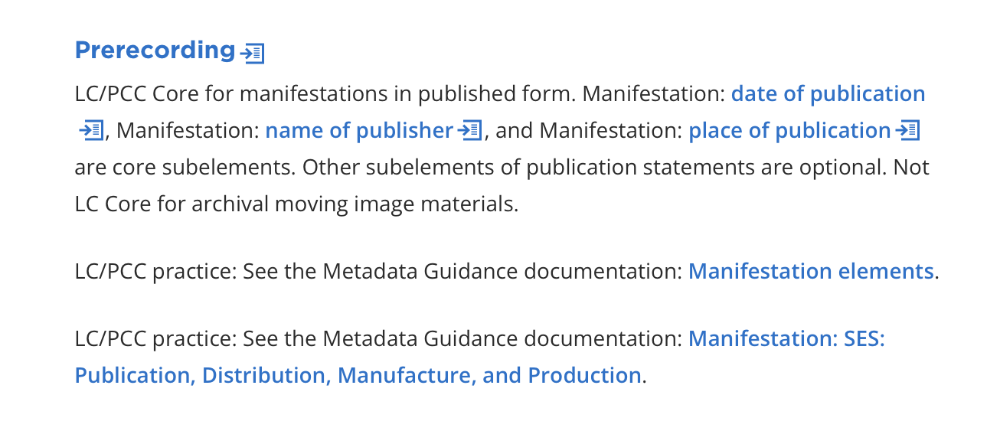 Prerecording
LC/PCC Core for manifestations in published form. Manifestation: date of publication
, Manifestation: name of publisher, and Manifestation: place of publication
are core subelements. Other subelements of publication statements are optional. Not
LC Core for archival moving image materials.
LC/PCC practice: See the Metadata Guidance documentation: Manifestation elements.
LC/PCC practice: See the Metadata Guidance documentation: Manifestation: SES:
Publication, Distribution, Manufacture, and Production.